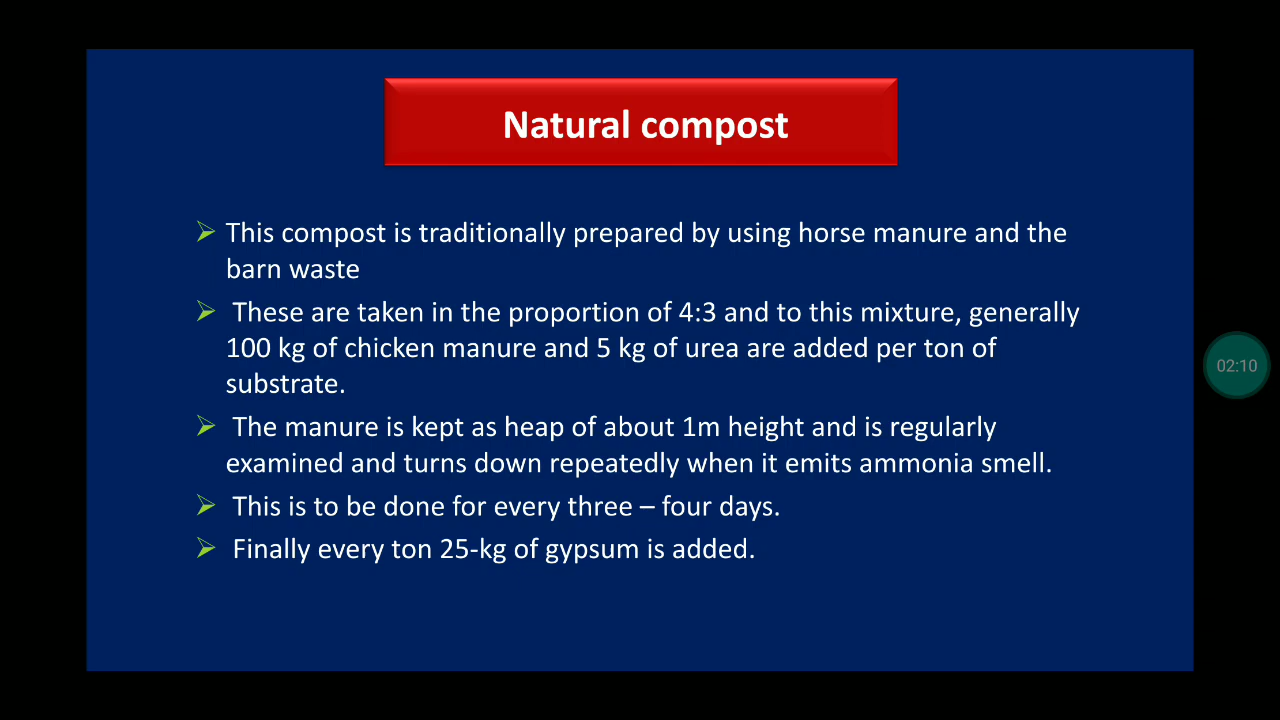 Natural compost
This compost is traditionally prepared by using horse manure and the
barn waste
These are taken in the proportion of 4:3 and to this mixture, generally
100 kg of chicken manure and 5 kg of urea are added per ton of
substrate.
The manure is kept as heap of about 1m height and is regularly
examined and turns down repeatedly when it emits ammonia smell.
This is to be done for every three – four days.
Finally every ton 25-kg of gypsum is added.
02:10